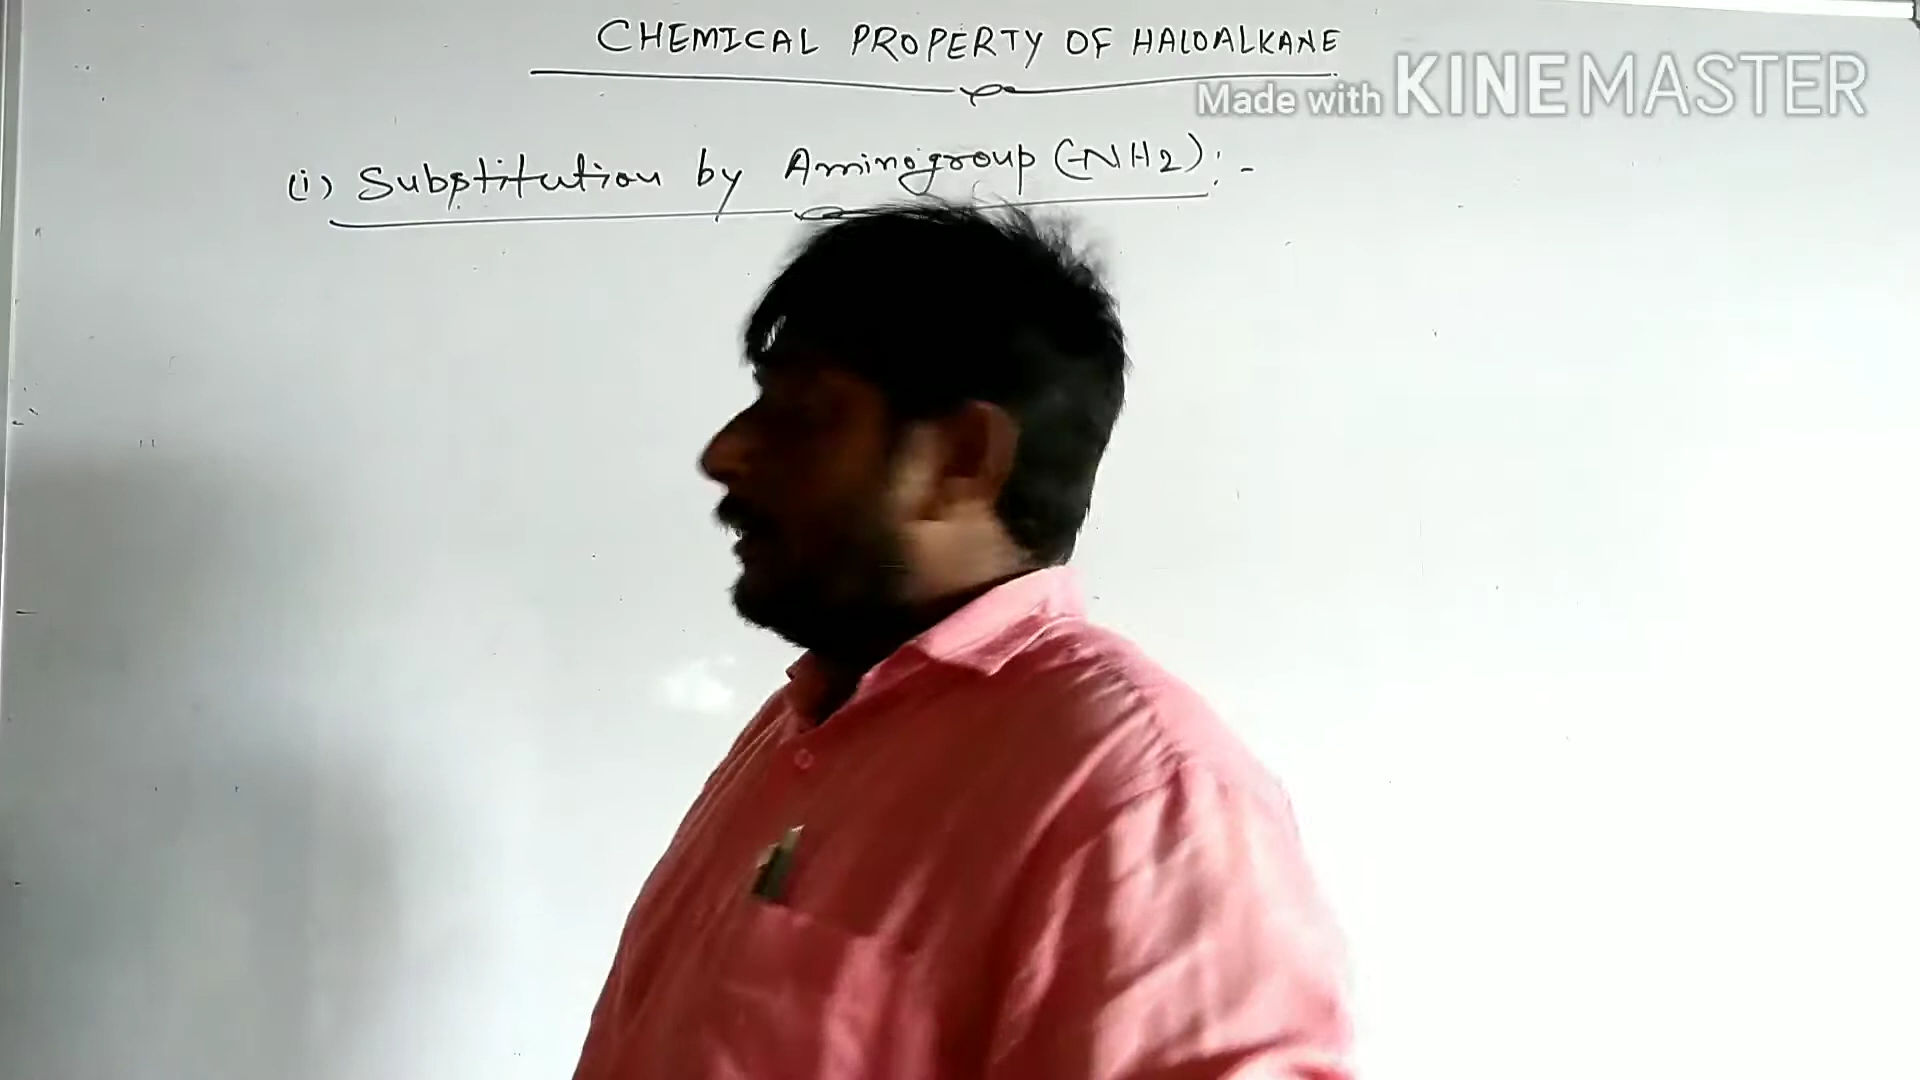 CHEMICAL PROPERTY OF HALOALKANE
Made with KINEMASTER
(i) Substitution by Aminogroup (-NH2):-